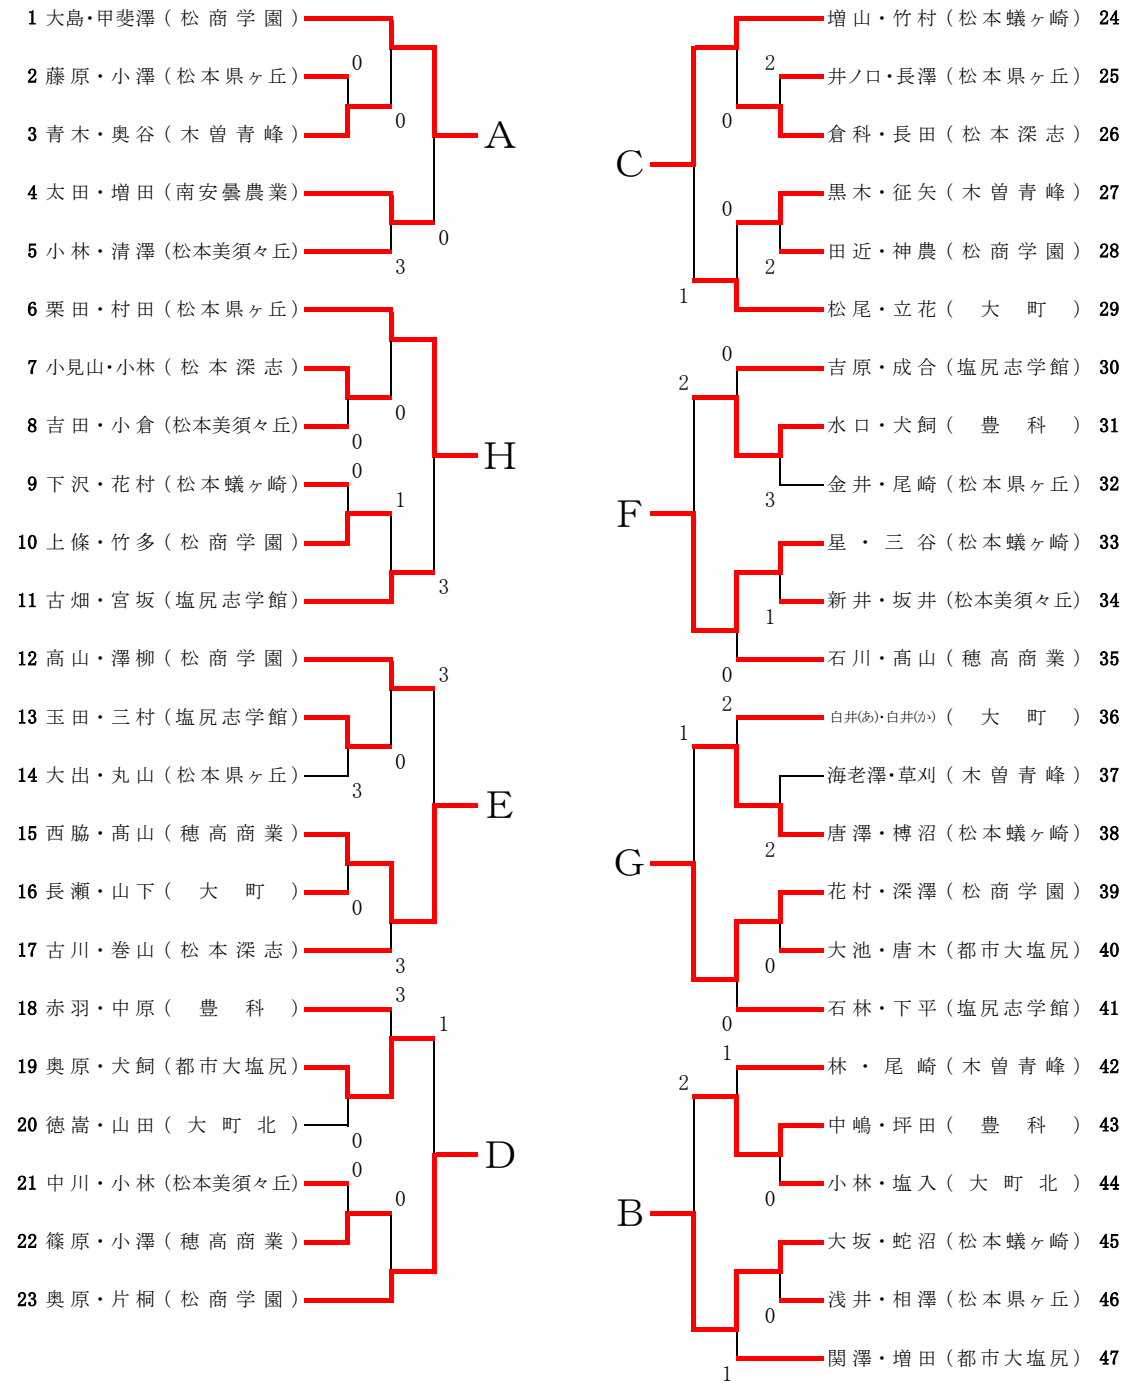 1 大島・甲斐澤 (松商学園)
0
2 藤原・小澤 (松本県ヶ丘)
0
3 青木・奥谷 (木曽青峰)
A
4 太田・増田 (南安曇農業)
0
5 小林・清澤 (松本美須々丘)
3
6 栗田・村田 (松本県ヶ丘)
7 小見山・小林 (松本深志)
0
8 吉田・小倉 (松本美須々丘)
0
H
0
9 下沢・花村 (松本蟻ヶ崎)
1
10 上條・竹多 (松商学園)
3
11 古畑・宮坂 (塩尻志学館)
12 高山・澤柳 (松商学園)
3
13 玉田・三村 (塩尻志学館)
0
14 大出・丸山 (松本県ヶ丘)
3
E
15 西脇・髙山 (穂高商業)
16 長瀬・山下 (大町)
0
17 古川・巻山 (松本深志)
3
3
18 赤羽・中原 (豊科)
1
19 奥原・犬飼 (都市大塩尻)
20 徳嵩・山田 (大町北)
0
D
0
21 中川・小林 (松本美須々丘)
0
22 篠原・小澤 (穂高商業)
23 奥原・片桐 (松商学園)
増山・竹村 (松本蟻ヶ崎) 24
2
井ノ口・長澤 (松本県ヶ丘) 25
0
倉科・長田 (松本深志) 26
C
黒木・征矢 (木曽青峰) 27
0
田近・神農 (松商学園) 28
2
1
松尾・立花 (大町) 29
0
吉原・成合 (塩尻志学館) 30
2
水口・犬飼 (豊科) 31
金井・尾崎 (松本県ヶ丘) 32
3
F
星・三谷 (松本蟻ヶ崎) 33
新井・坂井 (松本美須々丘) 34
1
石川・髙山 (穂高商業) 35
0
2
白井(あ)・白井(か) (大町) 36
1
海老澤・草刈 (木曽青峰) 37
唐澤・榑沼 (松本蟻ヶ崎) 38
2
G
花村・深澤 (松商学園) 39
大池・唐木 (都市大塩尻) 40
0
石林・下平 (塩尻志学館) 41
0
1
林・尾崎 (木曽青峰) 42
2
中嶋・坪田 (豊科) 43
小林・塩入 (大町北) 44
0
B
大坂・蛇沼 (松本蟻ヶ崎) 45
浅井・相澤 (松本県ヶ丘) 46
0
関澤・増田 (都市大塩尻) 47
1